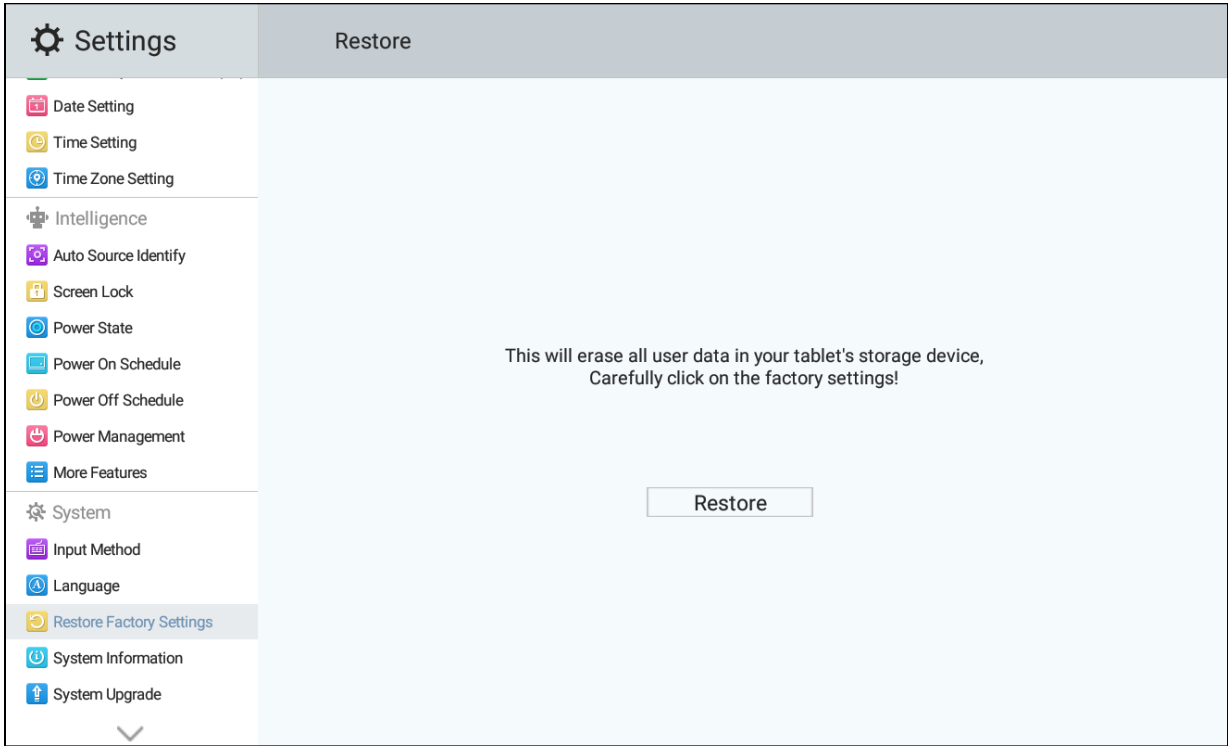 Settings
Restore
Date Setting
Time Setting
Time Zone Setting
Intelligence
Auto Source Identify
Screen Lock
Power State
Power On Schedule
Power Off Schedule
Power Management
More Features
System
Input Method
Language
Restore Factory Settings
System Information
System Upgrade
This will erase all user data in your tablet's storage device,
Carefully click on the factory settings!
Restore